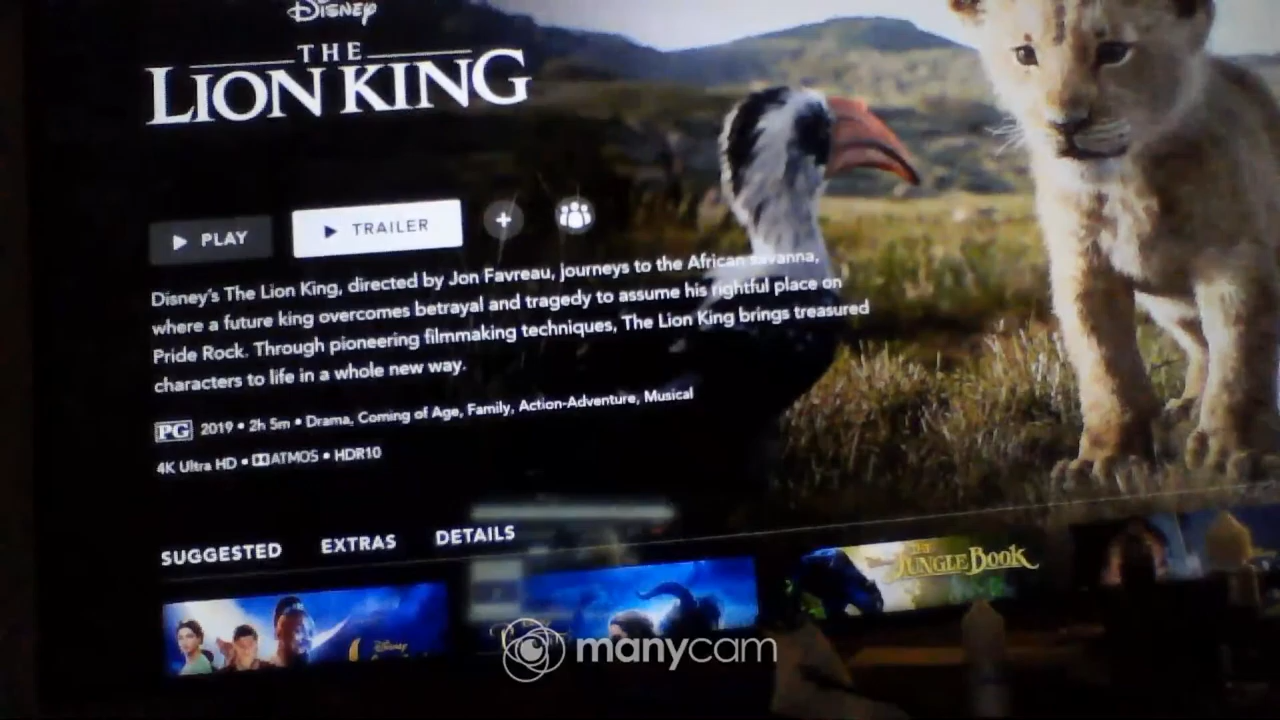 Disney
THE
LION KING
PLAY
TRAILER
+
Disney's The Lion King, directed by Jon Favreau, journeys to the African savanna,
where a future king overcomes betrayal and tragedy to assume his rightful place on
Pride Rock. Through pioneering filmmaking techniques, The Lion King brings treasured
characters to life in a whole new way.
PG 2019 • 2h 5m • Drama, Coming of Age, Family, Action-Adventure, Musical
4K Ultra HD • ATMOS • HDR10
SUGGESTED EXTRAS DETAILS
Disney
THE
JUNGLE BOOK
manycam